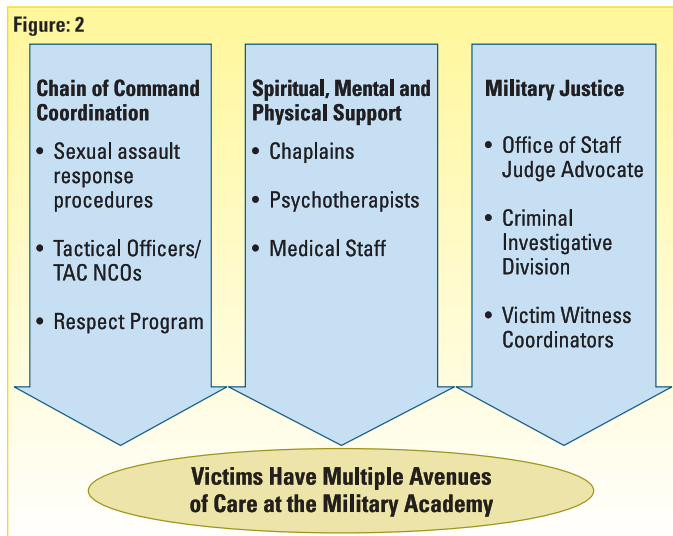 Figure: 2
Chain of Command
Coordination
• Sexual assault
response
procedures
• Tactical Officers/
TAC NCOs
• Respect Program
Spiritual, Mental and
Physical Support
• Chaplains
• Psychotherapists
• Medical Staff
Military Justice
• Office of Staff
Judge Advocate
• Criminal
Investigative
Division
• Victim Witness
Coordinators
Victims Have Multiple Avenues
of Care at the Military Academy